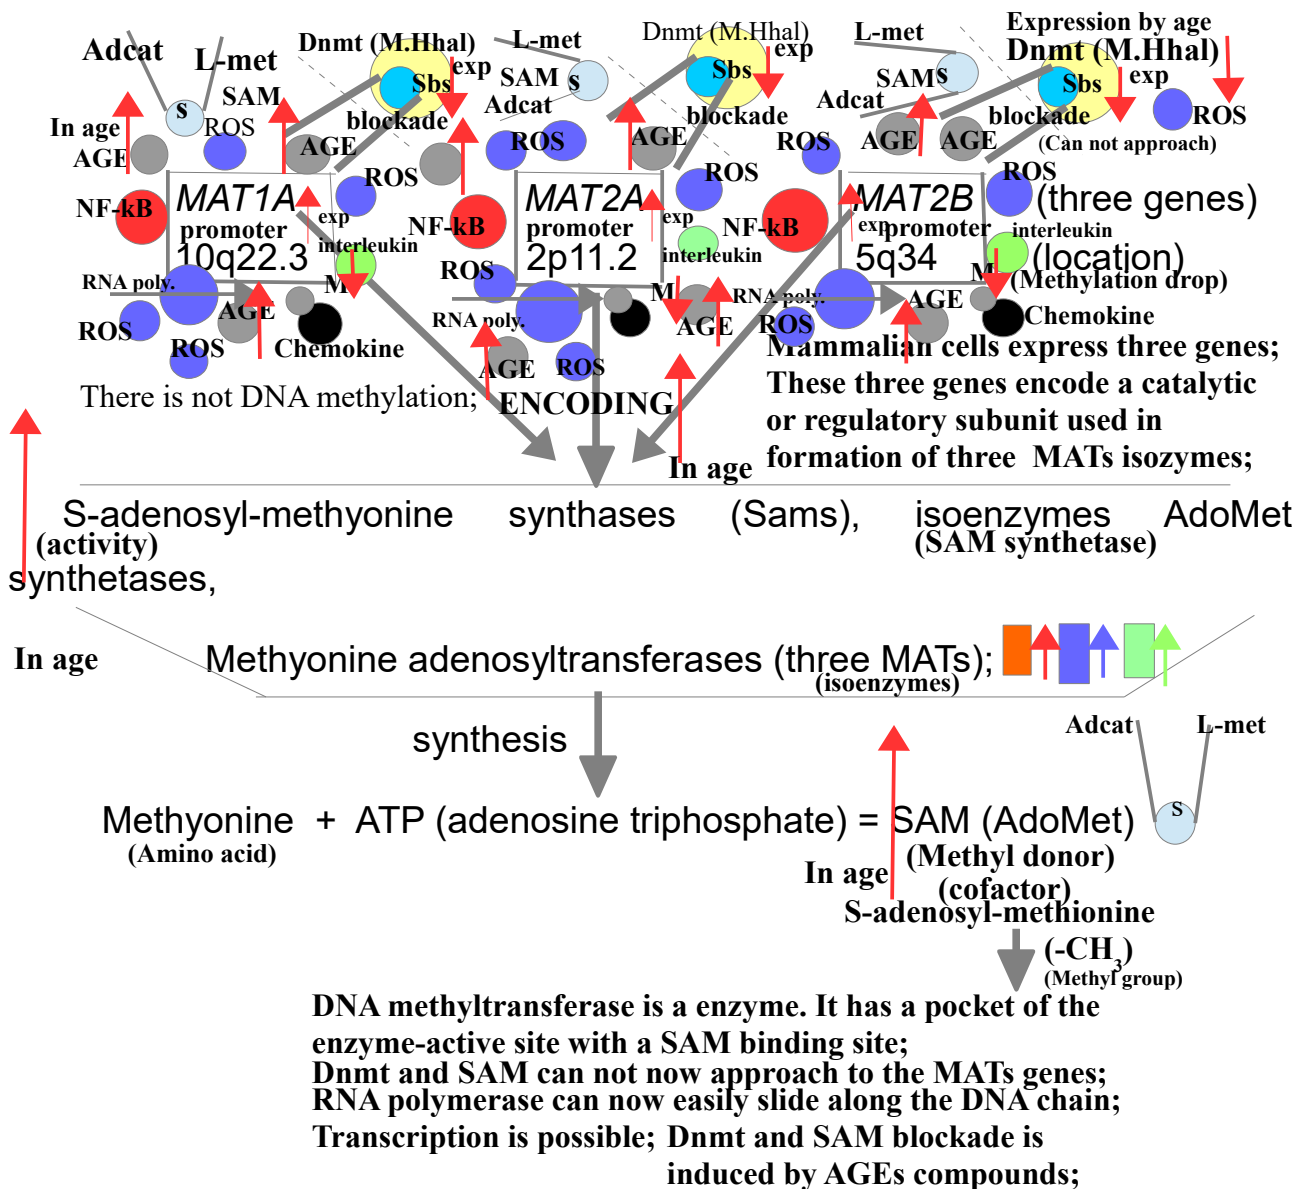 Adcat
L-met
Dnmt (M.Hhal)
exp
Sbs
SAM
s
ROS
In age
AGE
AGE
blockade
ROS
NF-kB
MAT1A
promoter
10q22.3
exp
interleukin
M
RNA poly.
ROS
ROS
AGE
Chemokine
L-met
Dnmt (M.Hhal)
exp
Sbs
SAM
s
Adcat
blockade
ROS
AGE
ROS
NF-kB
MAT2A
promoter
2p11.2
exp
interleukin
ROS
M
RNA poly.
AGE
AGE
ROS
L-met
Expression by age
Dnmt (M.Hhal)
exp
Sbs
SAM
s
Adcat
ROS
blockade
ROS
AGE
AGE
(Can not approach)
ROS
NF-kB
MAT2B
(three genes)
exp
promoter
interleukin
5q34
(location)
M
(Methylation drop)
RNA poly.
AGE
ROS
Chemokine
There is not DNA methylation;
ENCODING
In age
Mammalian cells express three genes;
These three genes encode a catalytic
or regulatory subunit used in
formation of three MATs isozymes;
S-adenosyl-methyonine synthases (Sams), isoenzymes AdoMet
(activity)
(SAM synthetase)
synthetases,
In age
Methyonine adenosyltransferases (three MATs);
(isoenzymes)
synthesis
Adcat
L-met
s
Methyonine + ATP (adenosine triphosphate) = SAM (AdoMet)
(Amino acid)
(Methyl donor)
In age
(cofactor)
S-adenosyl-methionine
(-CH3)
(Methyl group)
DNA methyltransferase is a enzyme. It has a pocket of the
enzyme-active site with a SAM binding site;
Dnmt and SAM can not now approach to the MATs genes;
RNA polymerase can now easily slide along the DNA chain;
Transcription is possible; Dnmt and SAM blockade is
induced by AGEs compounds;